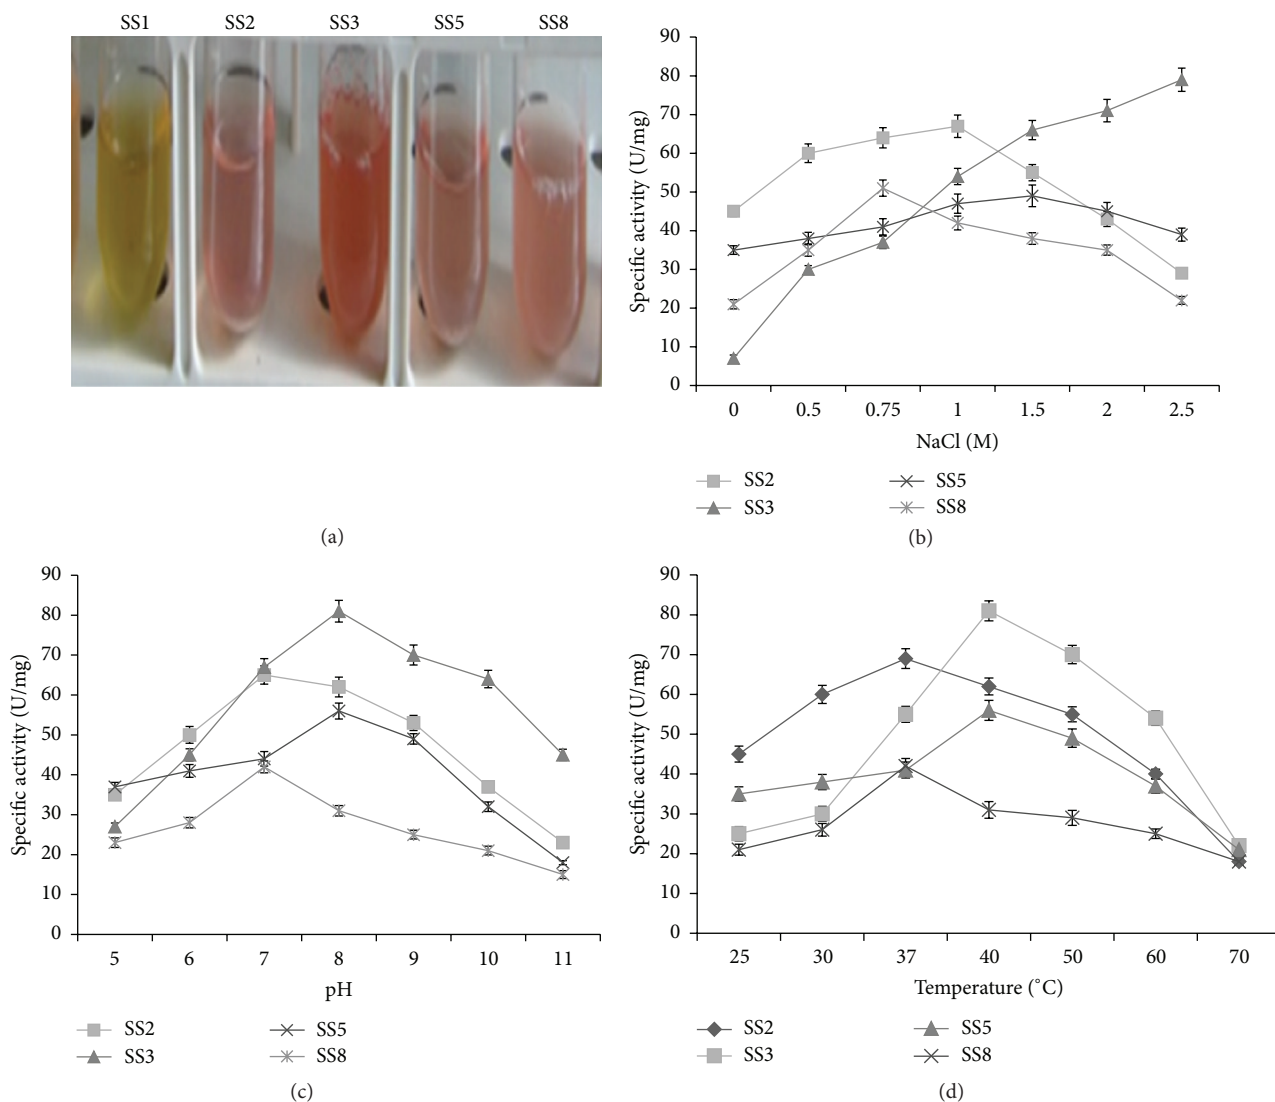 SS1 SS2 SS3 SS5 SS8
(a)
90
80
70
60
50
40
30
20
10
0
Specific activity (U/mg)
0 0.5 0.75 1 1.5 2 2.5
NaCl (M)
SS2 SS5
SS3 SS8
(b)
90
80
70
60
50
40
30
20
10
0
Specific activity (U/mg)
5 6 7 8 9 10 11
pH
SS2 SS5
SS3 SS8
(c)
90
80
70
60
50
40
30
20
10
0
Specific activity (U/mg)
25 30 37 40 50 60 70
Temperature (°C)
SS2 SS5
SS3 SS8
(d)